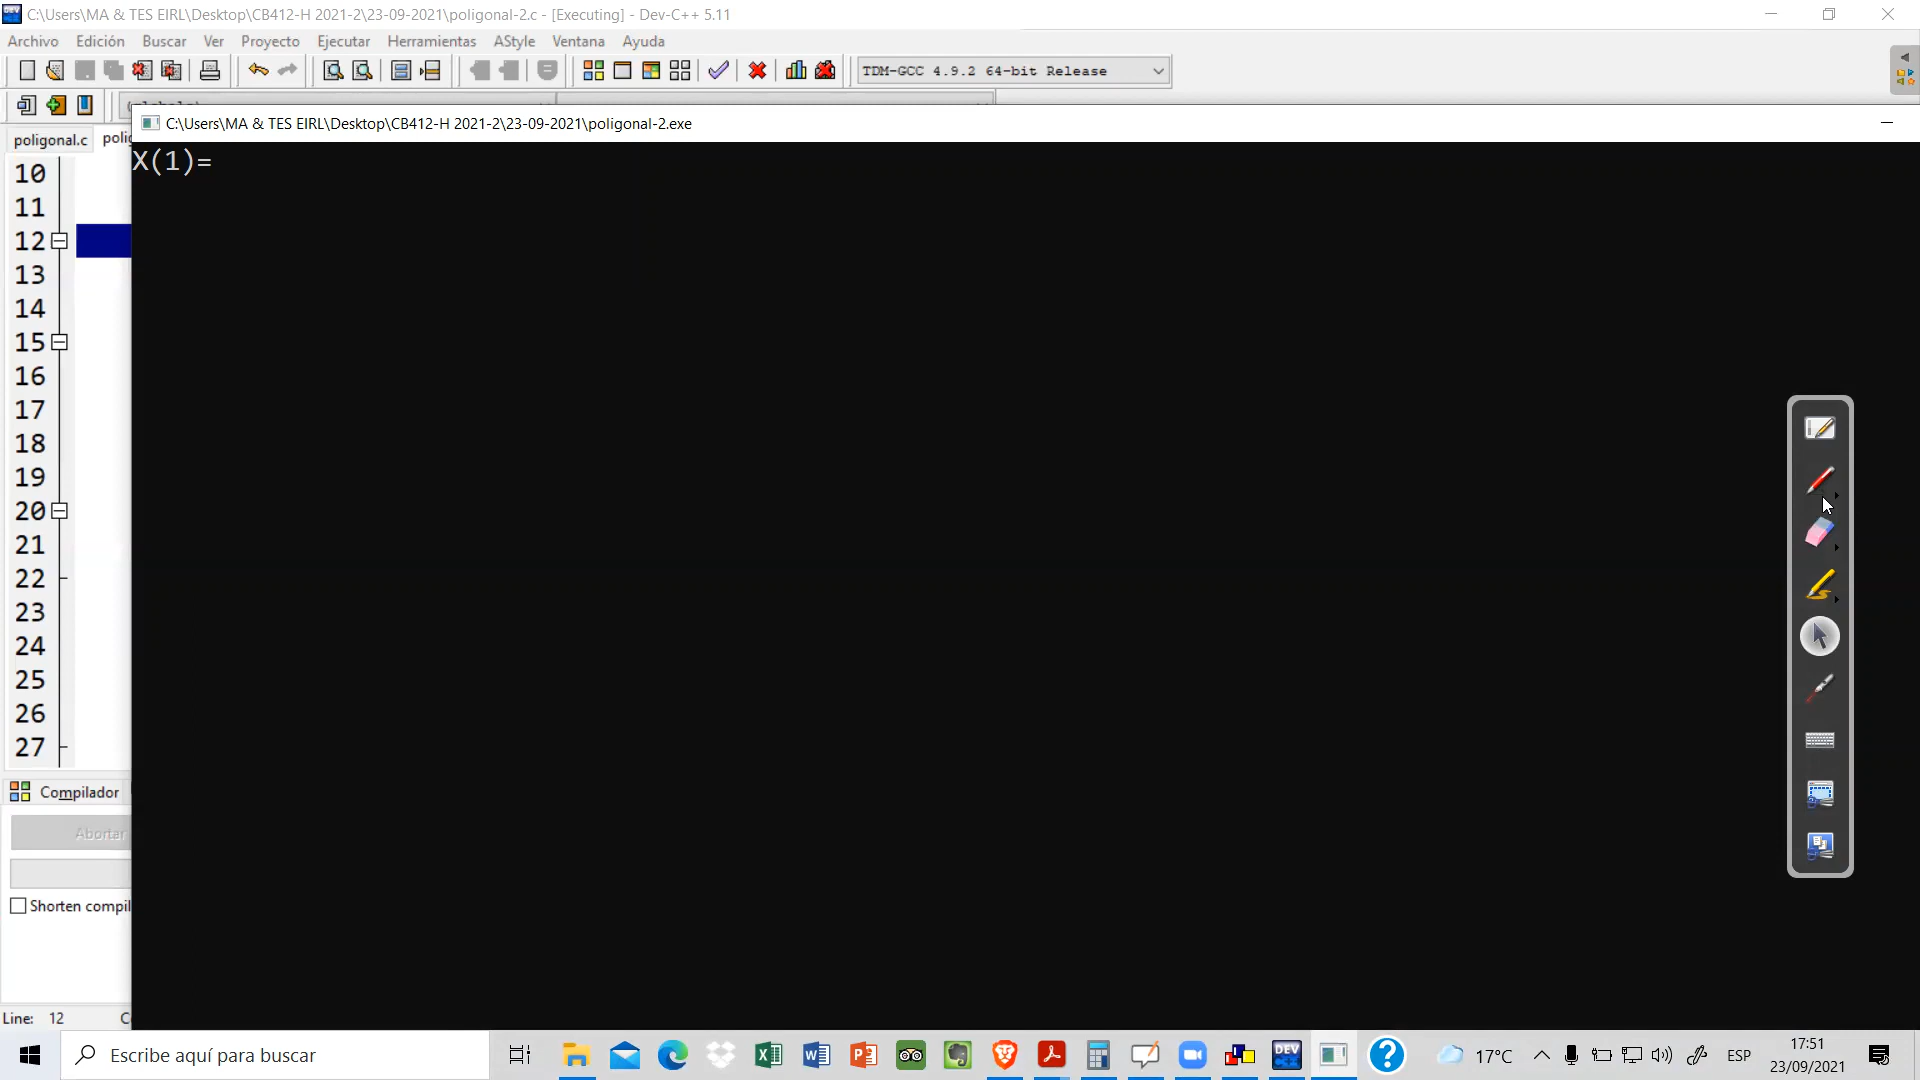 C:\Users\MA & TES EIRL\Desktop\CB412-H 2021-2\23-09-2021\poligonal-2.c - [Executing] - Dev-C++ 5.11
Archivo Edición Buscar Ver Proyecto Ejecutar Herramientas AStyle Ventana Ayuda
TDM-GCC 4.9.2 64-bit Release
C:\Users\MA & TES EIRL\Desktop\CB412-H 2021-2\23-09-2021\poligonal-2.exe
poligonal.c polig
X(1)=
10
11
12
13
14
15
16
17
18
19
20
21
22
23
24
25
26
27
Compilador
Abortar
Shorten compil
Line: 12 C
Escribe aquí para buscar
DEV
17°C
ESP
17:51
23/09/2021